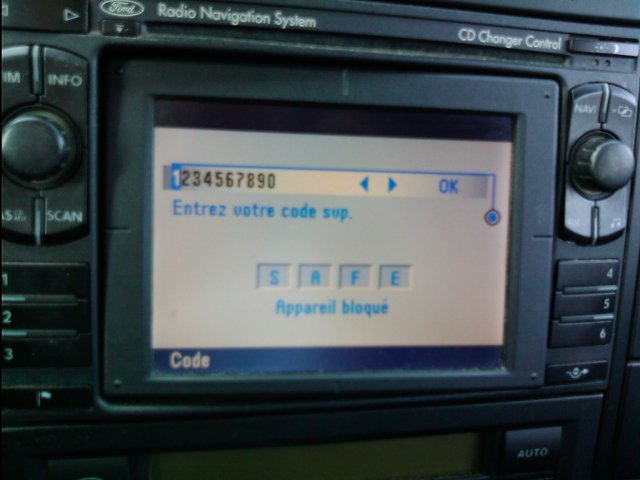 Ford Radio Navigation System
CD Changer Control
INFO
NAVI
1234567890
OK
Entrez votre code svp.
SCAN
S A F E
Appareil bloqué
1
2
3
4
5
6
Code
AUTO